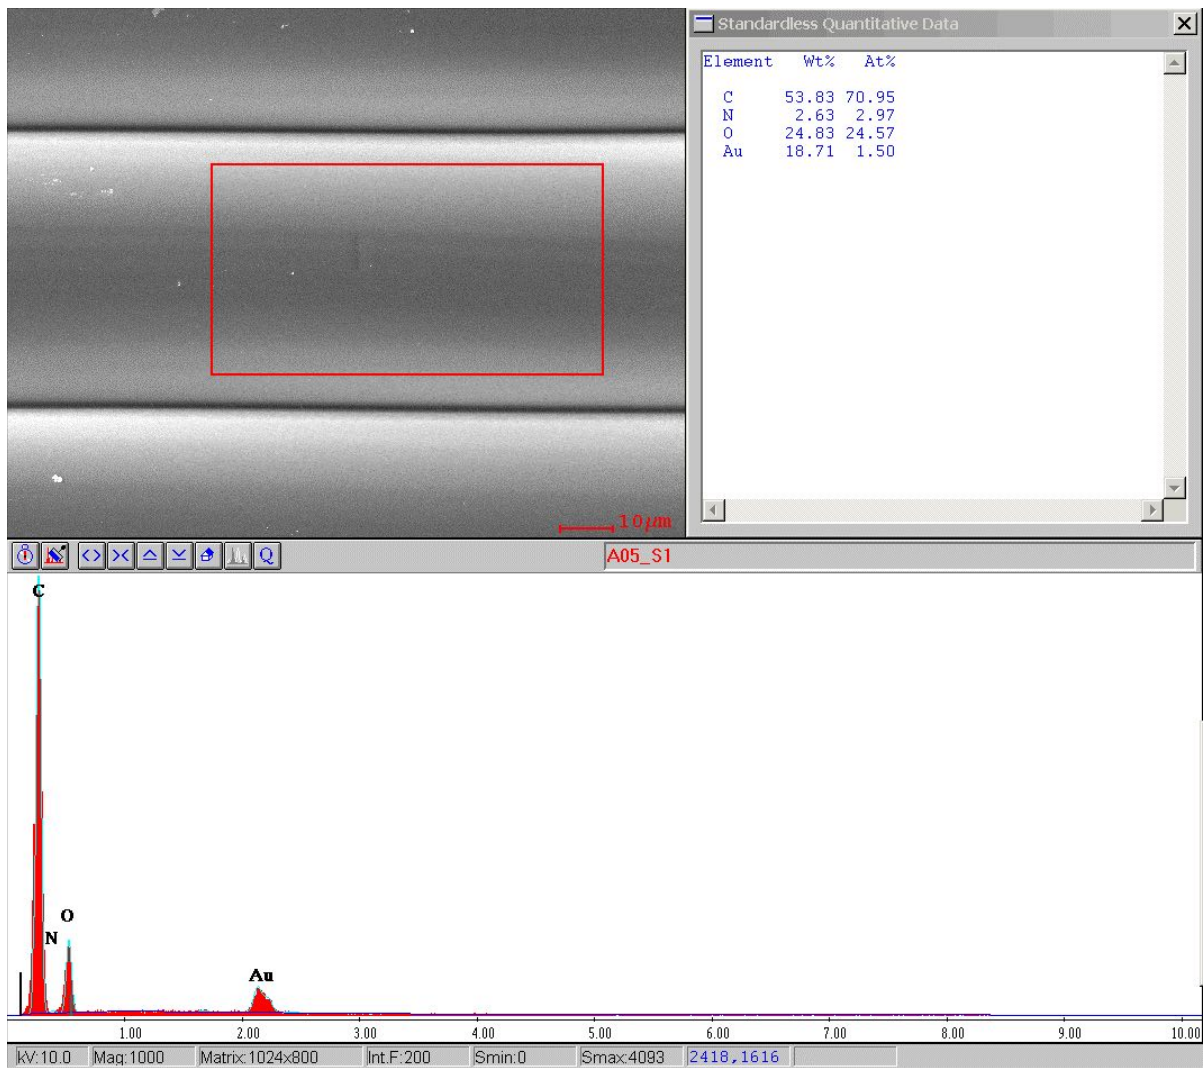 Standardless Quantitative Data
Element Wt% At%
C 53.83 70.95
N 2.63 2.97
O 24.83 24.57
Au 18.71 1.50
10μm
Q
A05_S1
C
O
N
Au
1.00 2.00 3.00 4.00 5.00 6.00 7.00 8.00 9.00 10.00
kV:10.0 Mag:1000 Matrix:1024x800 Int.F:200 Smin:0 Smax:4093 2418,1616